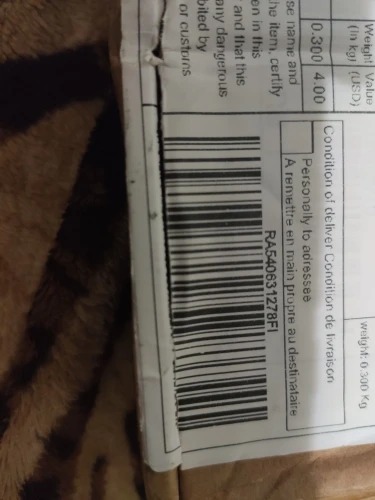 Weight Value
(in kg) (USD)
0.300 4.00
se name and
he item, certify
en in this
and that this
any dangerous
bited by
or customs
weight: 0.300 Kg
Condition of deliver Condition de livraison
Personally to adressee
A remettre en main propre au destinataire
RA540631278FI